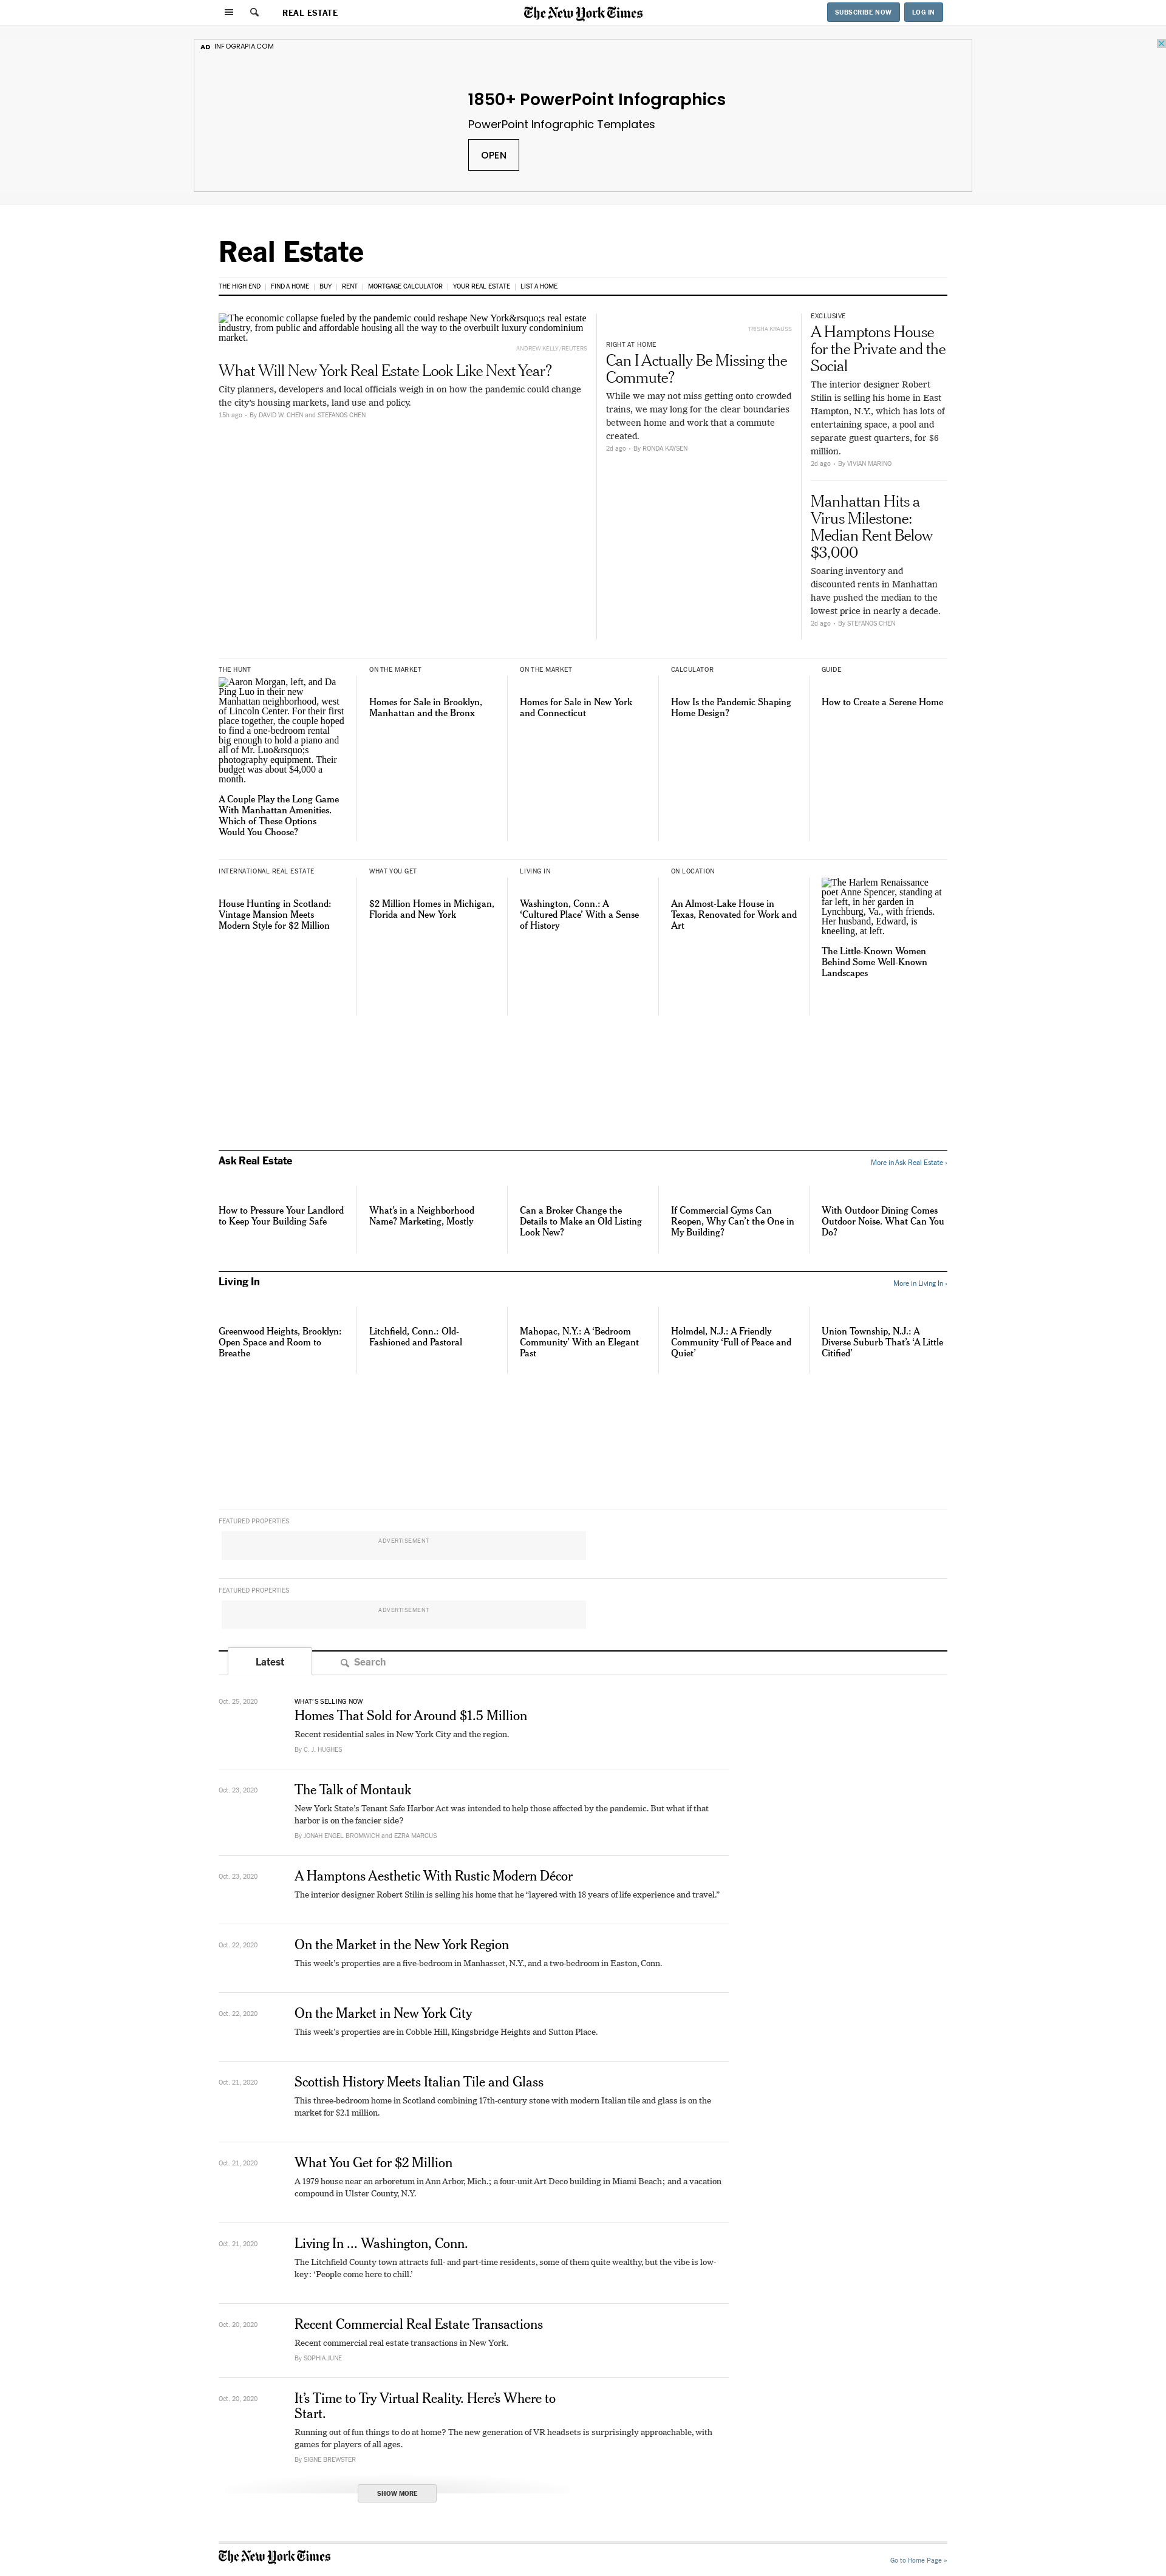 REAL ESTATE
The New York Times
SUBSCRIBE NOW
LOG IN
AD INFOGRAPIA.COM
1850+ PowerPoint Infographics
PowerPoint Infographic Templates
OPEN
Real Estate
THE HIGH END | FIND A HOME | BUY | RENT | MORTGAGE CALCULATOR | YOUR REAL ESTATE | LIST A HOME
The economic collapse fueled by the pandemic could reshape New York&rsquo;s real estate
industry, from public and affordable housing all the way to the overbuilt luxury condominium
market.
ANDREW KELLY/REUTERS
What Will New York Real Estate Look Like Next Year?
City planners, developers and local officials weigh in on how the pandemic could change
the city's housing markets, land use and policy.
15h ago • By DAVID W. CHEN and STEFANOS CHEN
TRISHA KRAUSS
RIGHT AT HOME
Can I Actually Be Missing the
Commute?
While we may not miss getting onto crowded
trains, we may long for the clear boundaries
between home and work that a commute
created.
2d ago • By RONDA KAYSEN
EXCLUSIVE
A Hamptons House
for the Private and the
Social
The interior designer Robert
Stilin is selling his home in East
Hampton, N.Y., which has lots of
entertaining space, a pool and
separate guest quarters, for $6
million.
2d ago • By VIVIAN MARINO
Manhattan Hits a
Virus Milestone:
Median Rent Below
$3,000
Soaring inventory and
discounted rents in Manhattan
have pushed the median to the
lowest price in nearly a decade.
2d ago • By STEFANOS CHEN
THE HUNT
Aaron Morgan, left, and Da
Ping Luo in their new
Manhattan neighborhood, west
of Lincoln Center. For their first
place together, the couple hoped
to find a one-bedroom rental
big enough to hold a piano and
all of Mr. Luo&rsquo;s
photography equipment. Their
budget was about $4,000 a
month.
A Couple Play the Long Game
With Manhattan Amenities.
Which of These Options
Would You Choose?
ON THE MARKET
Homes for Sale in Brooklyn,
Manhattan and the Bronx
ON THE MARKET
Homes for Sale in New York
and Connecticut
CALCULATOR
How Is the Pandemic Shaping
Home Design?
GUIDE
How to Create a Serene Home
INTERNATIONAL REAL ESTATE
House Hunting in Scotland:
Vintage Mansion Meets
Modern Style for $2 Million
WHAT YOU GET
$2 Million Homes in Michigan,
Florida and New York
LIVING IN
Washington, Conn.: A
‘Cultured Place’ With a Sense
of History
ON LOCATION
An Almost-Lake House in
Texas, Renovated for Work and
Art
The Harlem Renaissance
poet Anne Spencer, standing at
far left, in her garden in
Lynchburg, Va., with friends.
Her husband, Edward, is
kneeling, at left.
The Little-Known Women
Behind Some Well-Known
Landscapes
Ask Real Estate
More in Ask Real Estate ›
How to Pressure Your Landlord
to Keep Your Building Safe
What’s in a Neighborhood
Name? Marketing, Mostly
Can a Broker Change the
Details to Make an Old Listing
Look New?
If Commercial Gyms Can
Reopen, Why Can’t the One in
My Building?
With Outdoor Dining Comes
Outdoor Noise. What Can You
Do?
Living In
More in Living In ›
Greenwood Heights, Brooklyn:
Open Space and Room to
Breathe
Litchfield, Conn.: Old-
Fashioned and Pastoral
Mahopac, N.Y.: A ‘Bedroom
Community’ With an Elegant
Past
Holmdel, N.J.: A Friendly
Community ‘Full of Peace and
Quiet’
Union Township, N.J.: A
Diverse Suburb That’s ‘A Little
Citified’
FEATURED PROPERTIES
ADVERTISEMENT
FEATURED PROPERTIES
ADVERTISEMENT
Latest
Search
Oct. 25, 2020
WHAT'S SELLING NOW
Homes That Sold for Around $1.5 Million
Recent residential sales in New York City and the region.
By C. J. HUGHES
Oct. 23, 2020
The Talk of Montauk
New York State’s Tenant Safe Harbor Act was intended to help those affected by the pandemic. But what if that
harbor is on the fancier side?
By JONAH ENGEL BROMWICH and EZRA MARCUS
Oct. 23, 2020
A Hamptons Aesthetic With Rustic Modern Décor
The interior designer Robert Stilin is selling his home that he “layered with 18 years of life experience and travel.”
Oct. 22, 2020
On the Market in the New York Region
This week’s properties are a five-bedroom in Manhasset, N.Y., and a two-bedroom in Easton, Conn.
Oct. 22, 2020
On the Market in New York City
This week’s properties are in Cobble Hill, Kingsbridge Heights and Sutton Place.
Oct. 21, 2020
Scottish History Meets Italian Tile and Glass
This three-bedroom home in Scotland combining 17th-century stone with modern Italian tile and glass is on the
market for $2.1 million.
Oct. 21, 2020
What You Get for $2 Million
A 1979 house near an arboretum in Ann Arbor, Mich.; a four-unit Art Deco building in Miami Beach; and a vacation
compound in Ulster County, N.Y.
Oct. 21, 2020
Living In ... Washington, Conn.
The Litchfield County town attracts full- and part-time residents, some of them quite wealthy, but the vibe is low-
key: ‘People come here to chill.’
Oct. 20, 2020
Recent Commercial Real Estate Transactions
Recent commercial real estate transactions in New York.
By SOPHIA JUNE
Oct. 20, 2020
It’s Time to Try Virtual Reality. Here’s Where to
Start.
Running out of fun things to do at home? The new generation of VR headsets is surprisingly approachable, with
games for players of all ages.
By SIGNE BREWSTER
SHOW MORE
The New York Times
Go to Home Page »